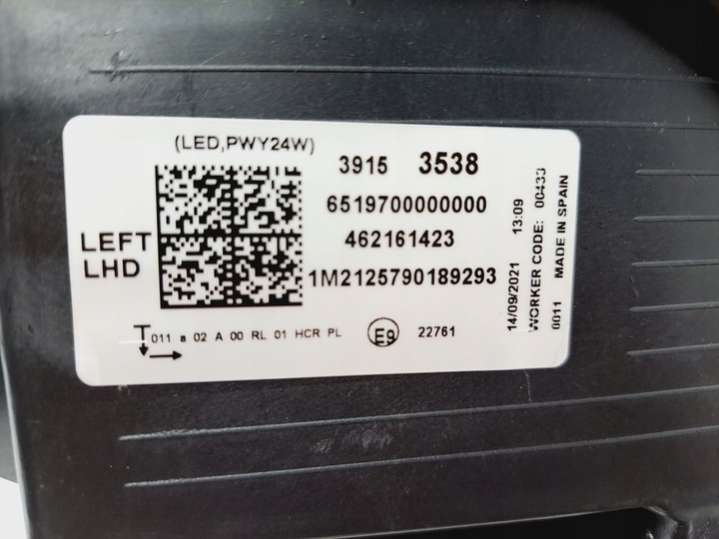 (LED,PWY24W)
3915 3538
6519700000000
462161423
1M2125790189293
LEFT
LHD
T 011 a 02 A 00 RL 01 HCR PL
E9 22761
14/09/2021 13:09
WORKER CODE: 00433
0011 MADE IN SPAIN